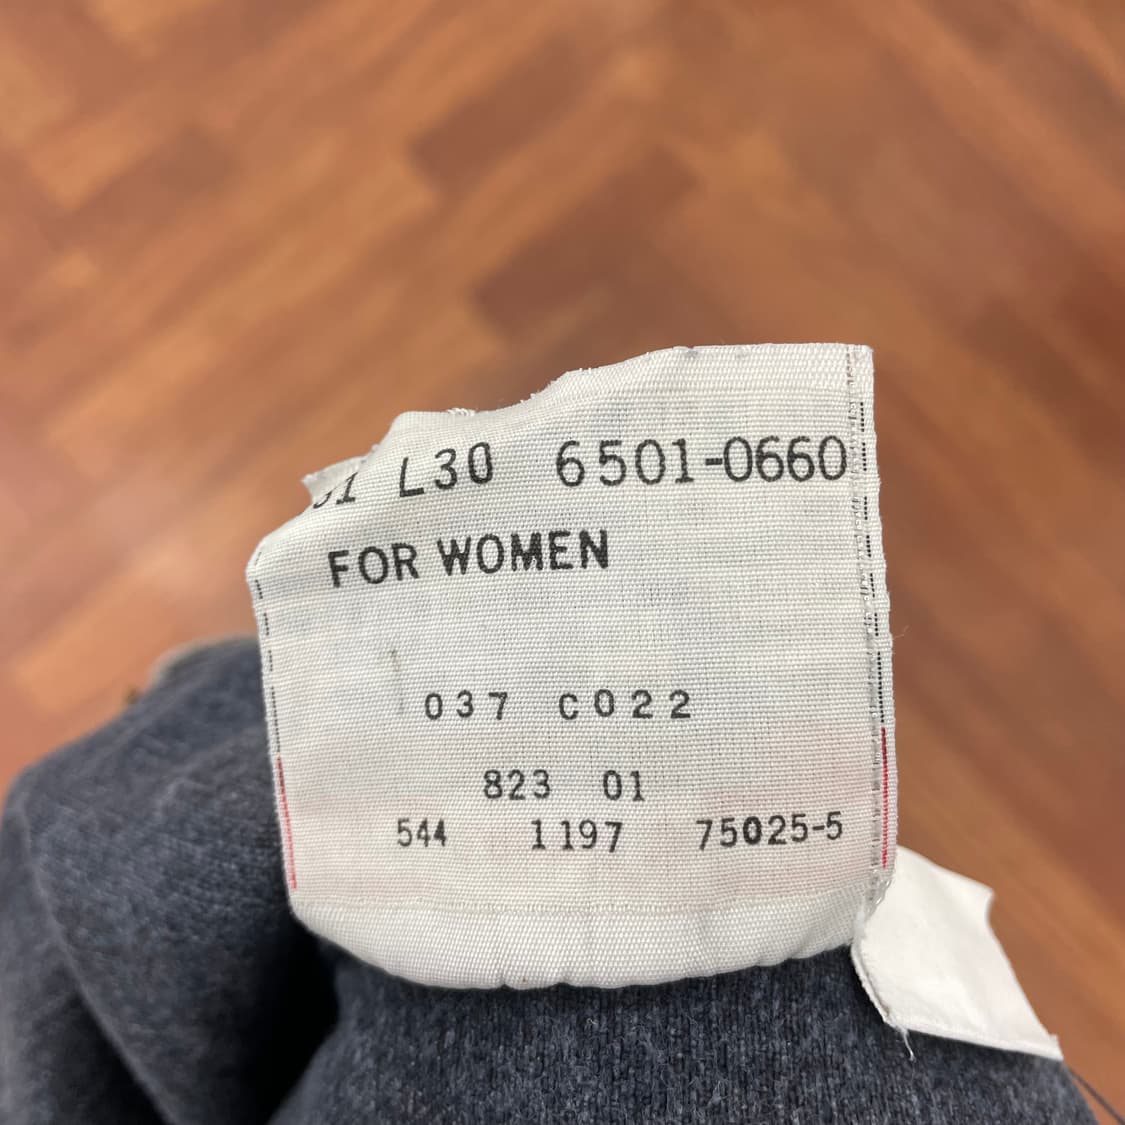 L30 6501-0660
FOR WOMEN
037 C022
823 01
544 1197 75025-5